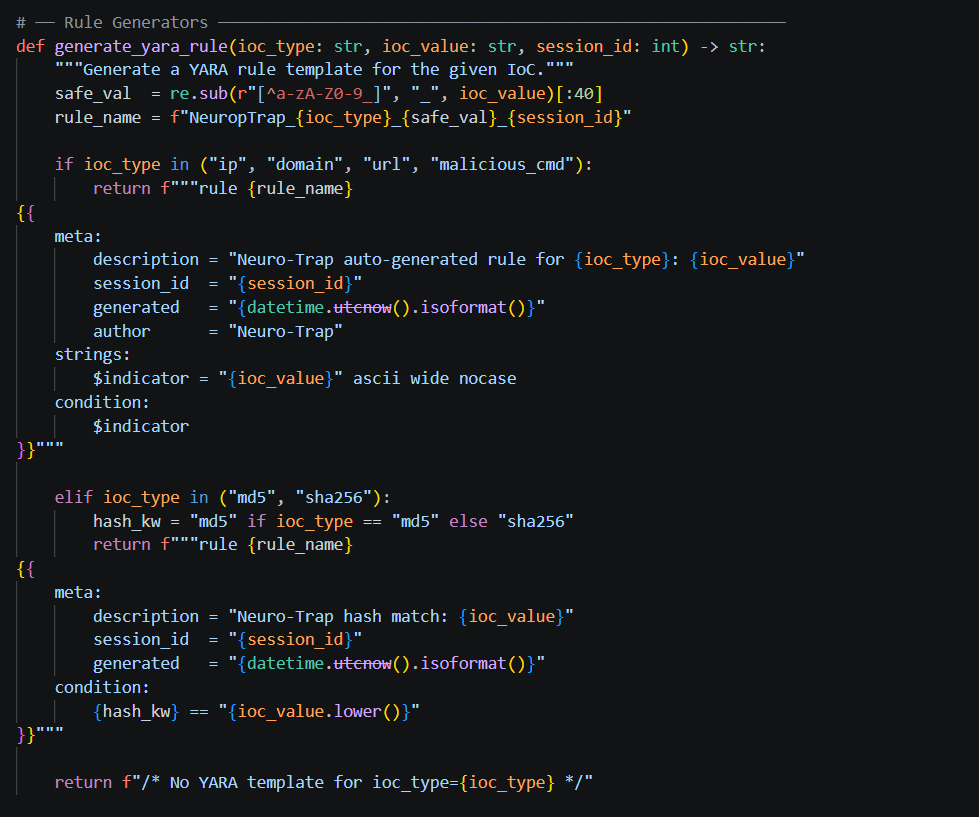 # ── Rule Generators ────────────────────────────────────────────────────────────
def generate_yara_rule(ioc_type: str, ioc_value: str, session_id: int) -> str:
    """Generate a YARA rule template for the given IoC."""
    safe_val  = re.sub(r"[^a-zA-Z0-9_]", "_", ioc_value)[:40]
    rule_name = f"NeuropTrap_{ioc_type}_{safe_val}_{session_id}"

    if ioc_type in ("ip", "domain", "url", "malicious_cmd"):
        return f"""rule {rule_name}
{{
    meta:
        description = "Neuro-Trap auto-generated rule for {ioc_type}: {ioc_value}"
        session_id  = "{session_id}"
        generated   = "{datetime.utcnow().isoformat()}"
        author      = "Neuro-Trap"
    strings:
        $indicator = "{ioc_value}" ascii wide nocase
    condition:
        $indicator
}}"""

    elif ioc_type in ("md5", "sha256"):
        hash_kw = "md5" if ioc_type == "md5" else "sha256"
        return f"""rule {rule_name}
{{
    meta:
        description = "Neuro-Trap hash match: {ioc_value}"
        session_id  = "{session_id}"
        generated   = "{datetime.utcnow().isoformat()}"
    condition:
        {hash_kw} == "{ioc_value.lower()}"
}}"""

    return f"/* No YARA template for ioc_type={ioc_type} */"